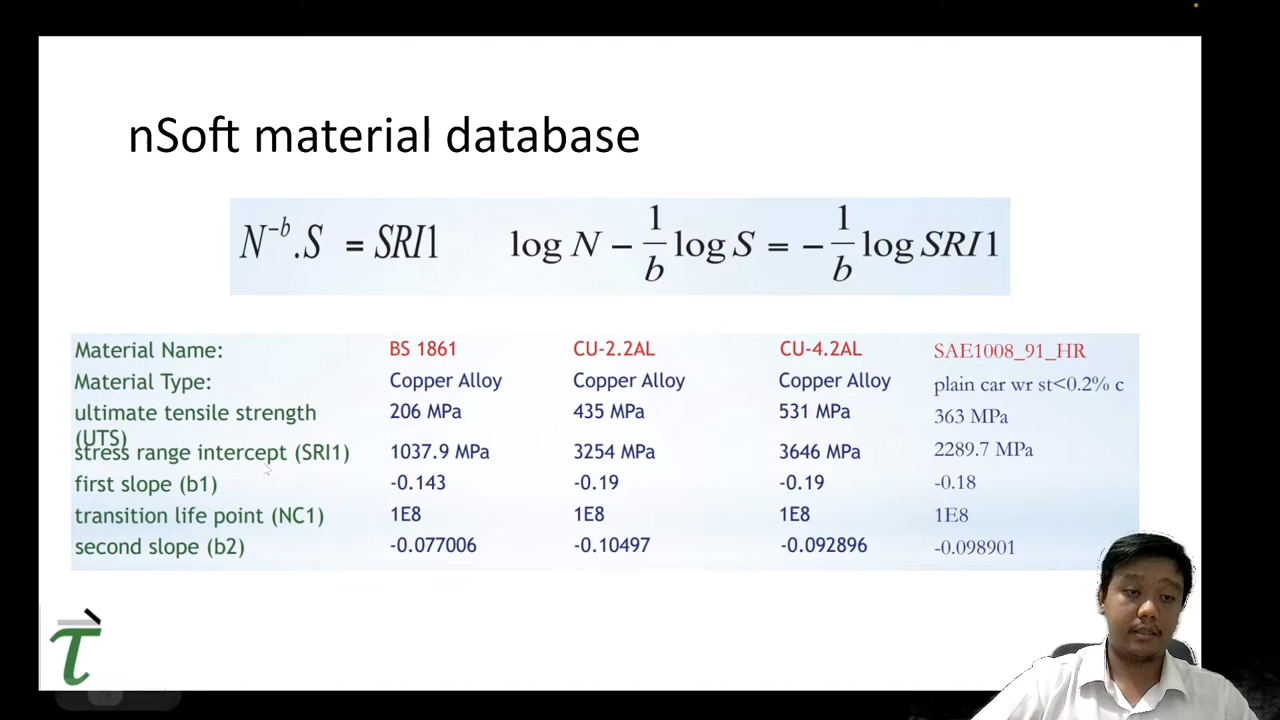 nSoft material database
N⁻ᵇ.S = SRI1
log N − 1/b log S = − 1/b log SRI1
Material Name: BS 1861 CU-2.2AL CU-4.2AL SAE1008_91_HR
Material Type: Copper Alloy Copper Alloy Copper Alloy plain car wr st<0.2% c
ultimate tensile strength 206 MPa 435 MPa 531 MPa 363 MPa
(UTS)
stress range intercept (SRI1) 1037.9 MPa 3254 MPa 3646 MPa 2289.7 MPa
first slope (b1) -0.143 -0.19 -0.19 -0.18
transition life point (NC1) 1E8 1E8 1E8 1E8
second slope (b2) -0.077006 -0.10497 -0.092896 -0.098901
τ